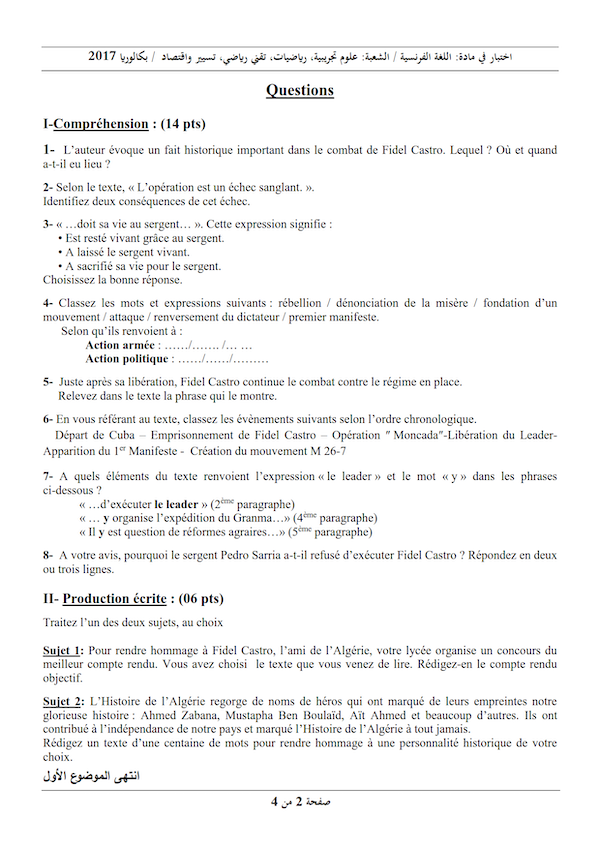 اختبار في مادة: اللغة الفرنسية / الشعبة: علوم تجريبية، رياضيات، تقني رياضي، تسيير واقتصاد / بكالوريا 2017
Questions
I-Compréhension : (14 pts)
1- L’auteur évoque un fait historique important dans le combat de Fidel Castro. Lequel ? Où et quand
a-t-il eu lieu ?
2- Selon le texte, « L’opération est un échec sanglant. ».
Identifiez deux conséquences de cet échec.
3- « …doit sa vie au sergent… ». Cette expression signifie :
• Est resté vivant grâce au sergent.
• A laissé le sergent vivant.
• A sacrifié sa vie pour le sergent.
Choisissez la bonne réponse.
4- Classez les mots et expressions suivants : rébellion / dénonciation de la misère / fondation d’un
mouvement / attaque / renversement du dictateur / premier manifeste.
Selon qu’ils renvoient à :
Action armée : ……/……. /… …
Action politique : ……/……/………
5- Juste après sa libération, Fidel Castro continue le combat contre le régime en place.
Relevez dans le texte la phrase qui le montre.
6- En vous référant au texte, classez les événements suivants selon l’ordre chronologique.
Départ de Cuba – Emprisonnement de Fidel Castro – Opération " Moncada"-Libération du Leader-
Apparition du 1er Manifeste - Création du mouvement M 26-7
7- A quels éléments du texte renvoient l’expression « le leader » et le mot « y » dans les phrases
ci-dessous ?
« …d’exécuter le leader » (2ème paragraphe)
« … y organise l’expédition du Granma…» (4ème paragraphe)
« Il y est question de réformes agraires…» (5ème paragraphe)
8- A votre avis, pourquoi le sergent Pedro Sarria a-t-il refusé d’exécuter Fidel Castro ? Répondez en deux
ou trois lignes.
II- Production écrite : (06 pts)
Traitez l’un des deux sujets, au choix
Sujet 1: Pour rendre hommage à Fidel Castro, l’ami de l’Algérie, votre lycée organise un concours du
meilleur compte rendu. Vous avez choisi le texte que vous venez de lire. Rédigez-en le compte rendu
objectif.
Sujet 2: L’Histoire de l’Algérie regorge de noms de héros qui ont marqué de leurs empreintes notre
glorieuse histoire : Ahmed Zabana, Mustapha Ben Boulaïd, Aït Ahmed et beaucoup d’autres. Ils ont
contribué à l’indépendance de notre pays et marqué l’Histoire de l’Algérie à tout jamais.
Rédigez un texte d’une centaine de mots pour rendre hommage à une personnalité historique de votre
choix.
انتهى الموضوع الأول
صفحة 2 من 4